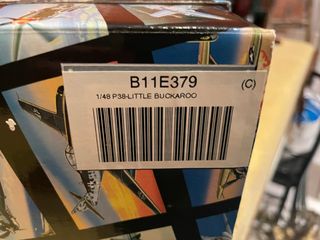 B11E379
(C)
1/48 P38-LITTLE BUCKAROO